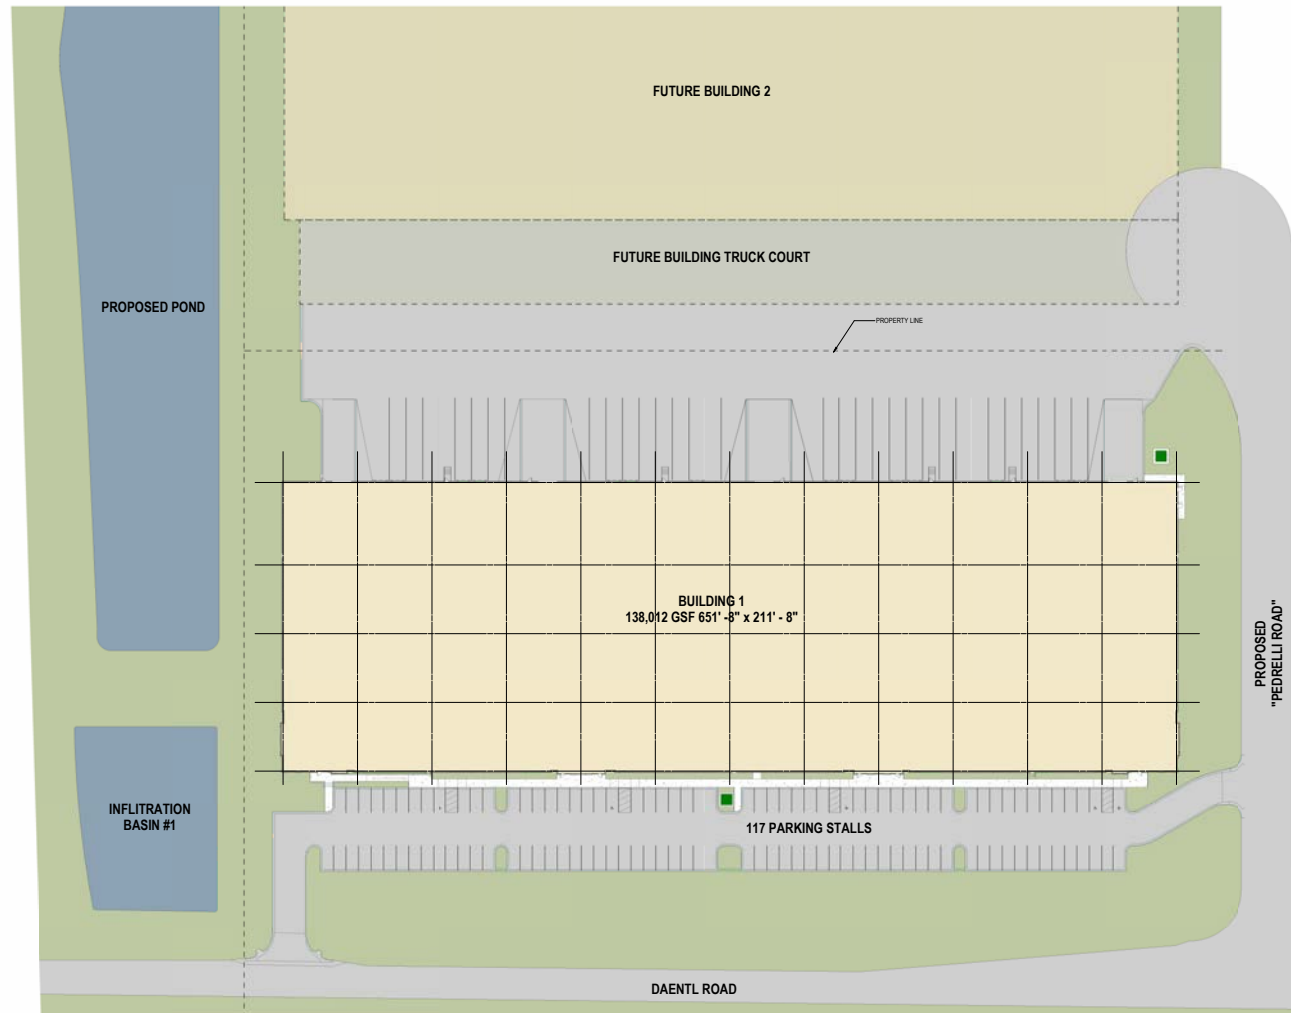 FUTURE BUILDING 2
FUTURE BUILDING TRUCK COURT
PROPOSED POND
PROPERTY LINE
BUILDING 1
138,012 GSF 651' -8" x 211' - 8"
PROPOSED
"PEDRELLI ROAD"
INFLITRATION
BASIN #1
117 PARKING STALLS
DAENTL ROAD